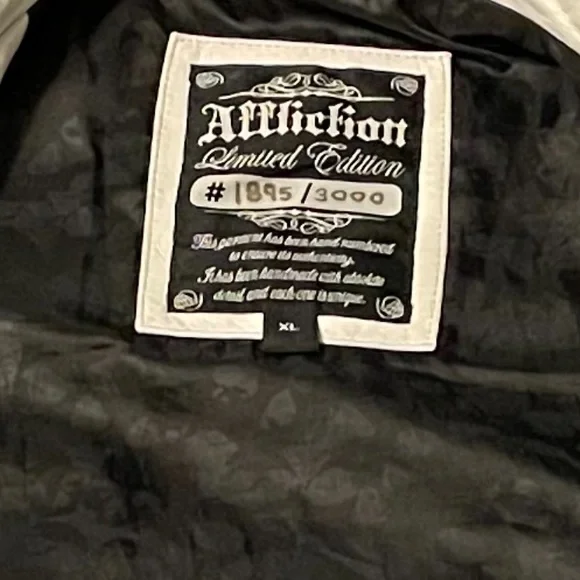 Affliction
Limited Edition
# 1895/3000
This garment has been hand numbered
to ensure its authenticity.
It has been handmade with absolute
detail and each one is unique.
XL